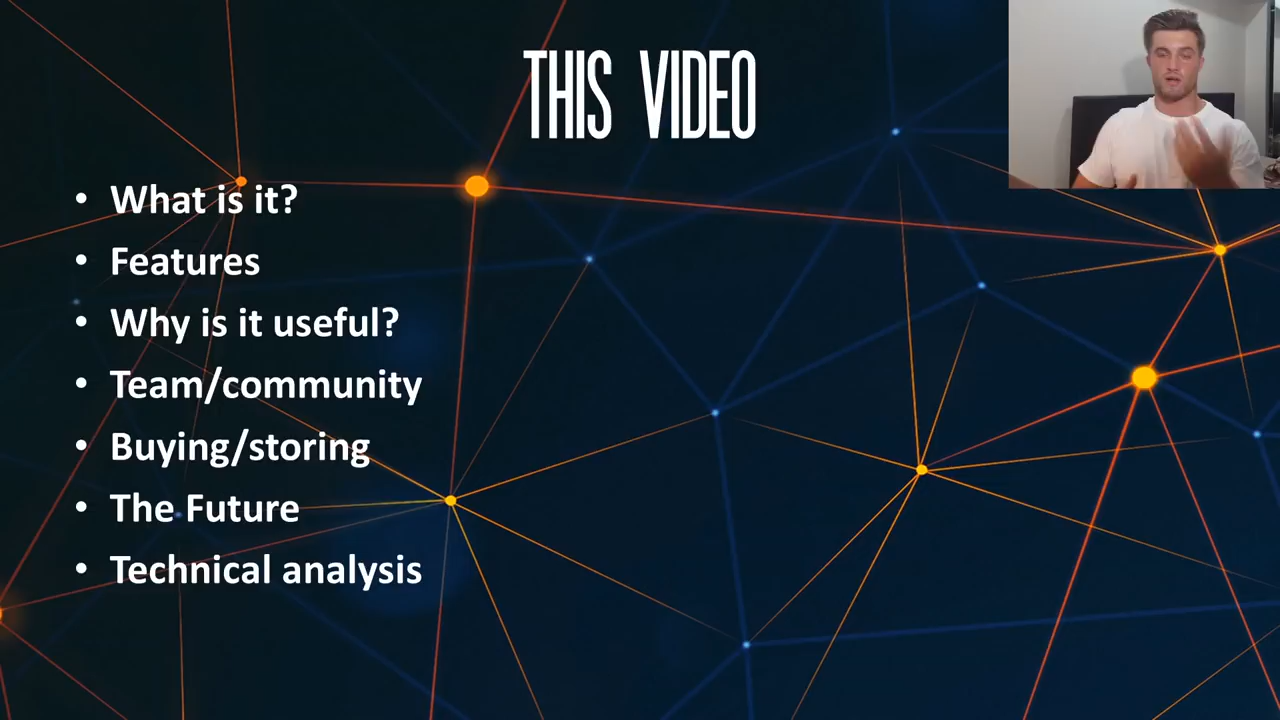 THIS VIDEO
• What is it?
• Features
• Why is it useful?
• Team/community
• Buying/storing
• The Future
• Technical analysis